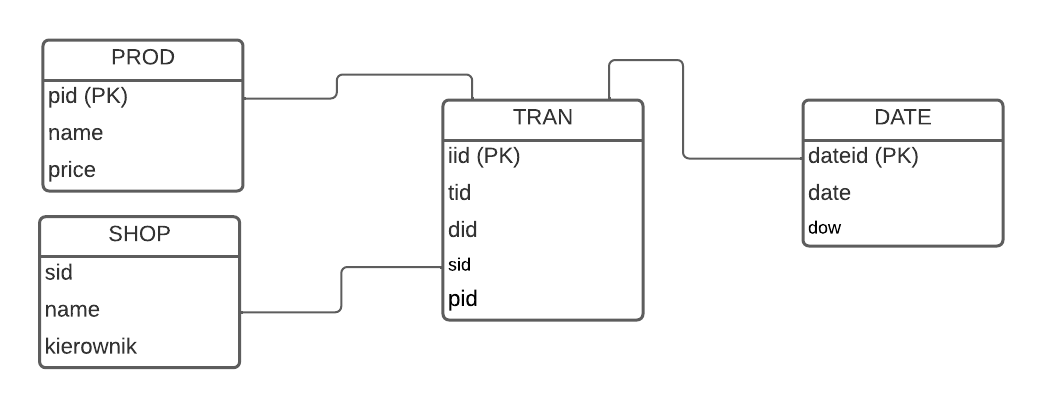 PROD
pid (PK)
name
price
SHOP
sid
name
kierownik
TRAN
iid (PK)
tid
did
sid
pid
DATE
dateid (PK)
date
dow